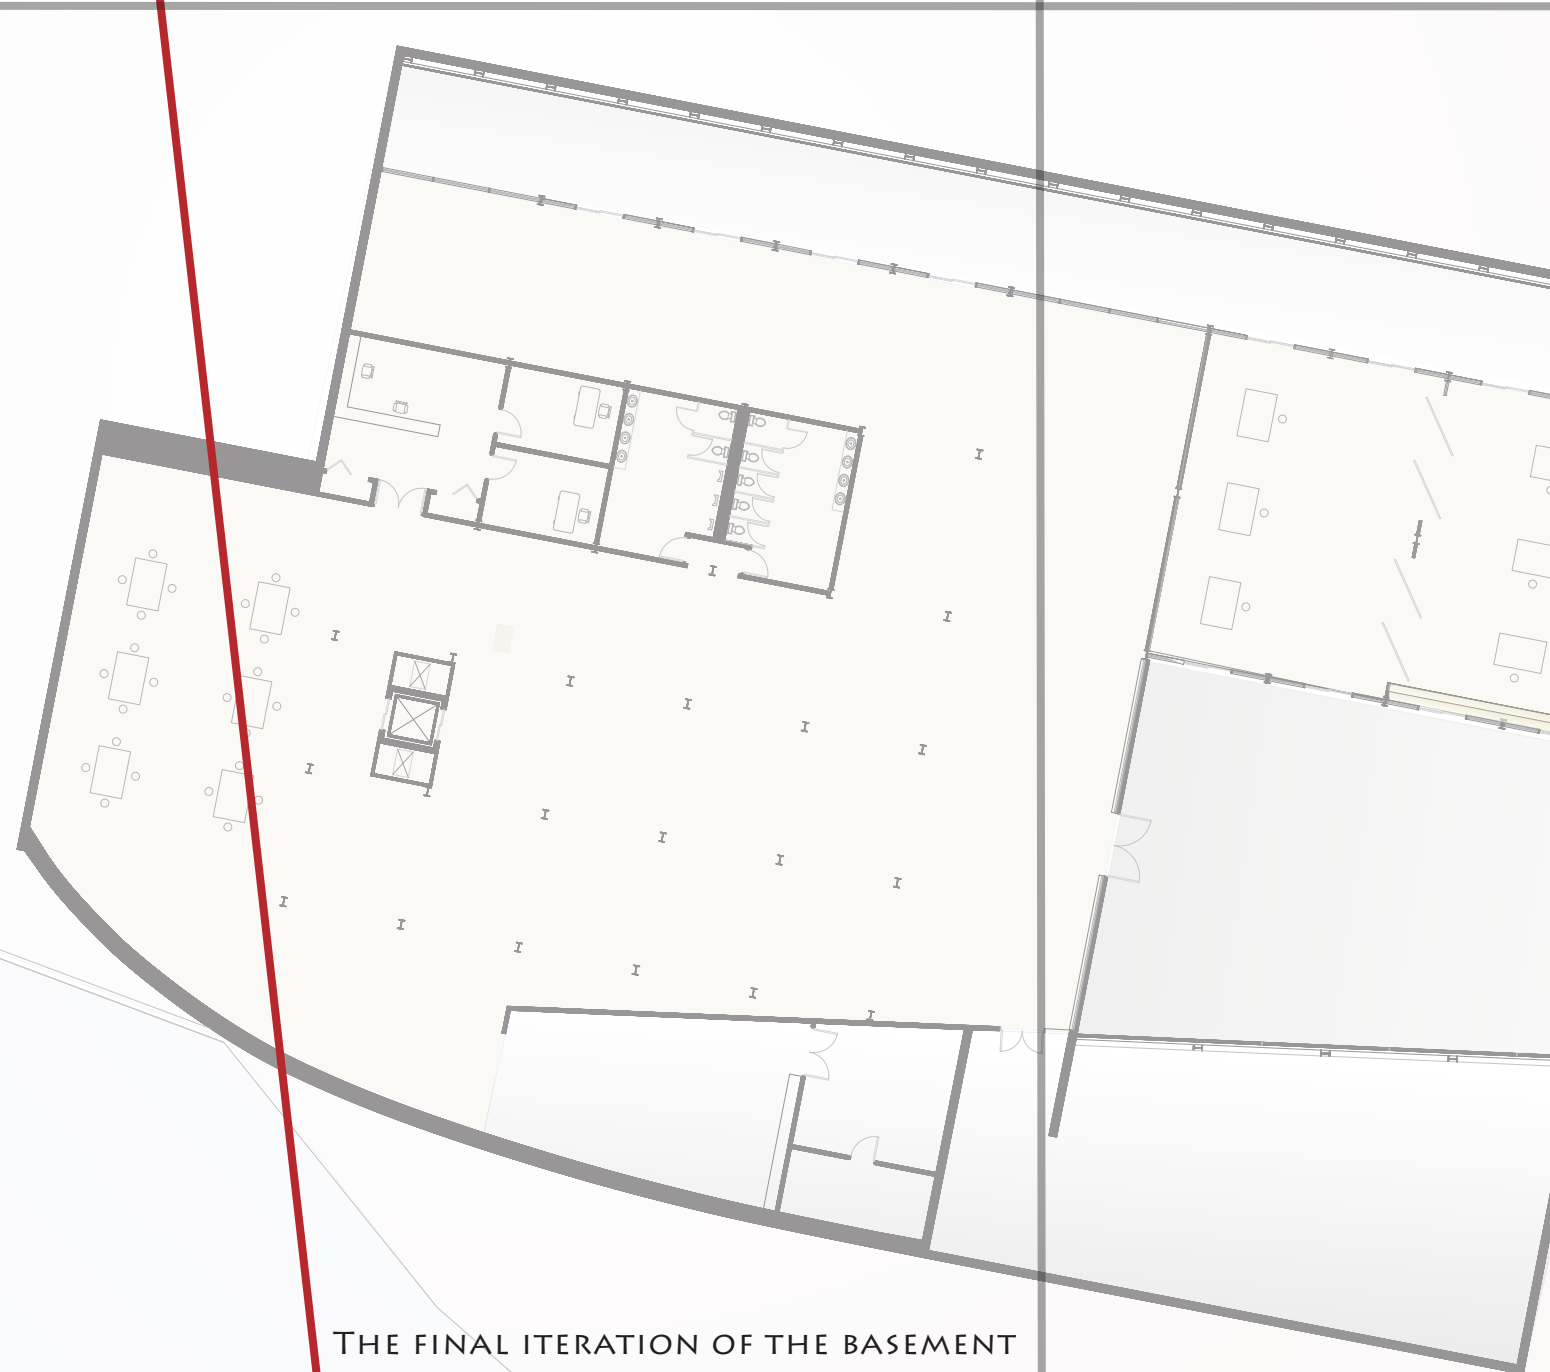 The final iteration of the basement